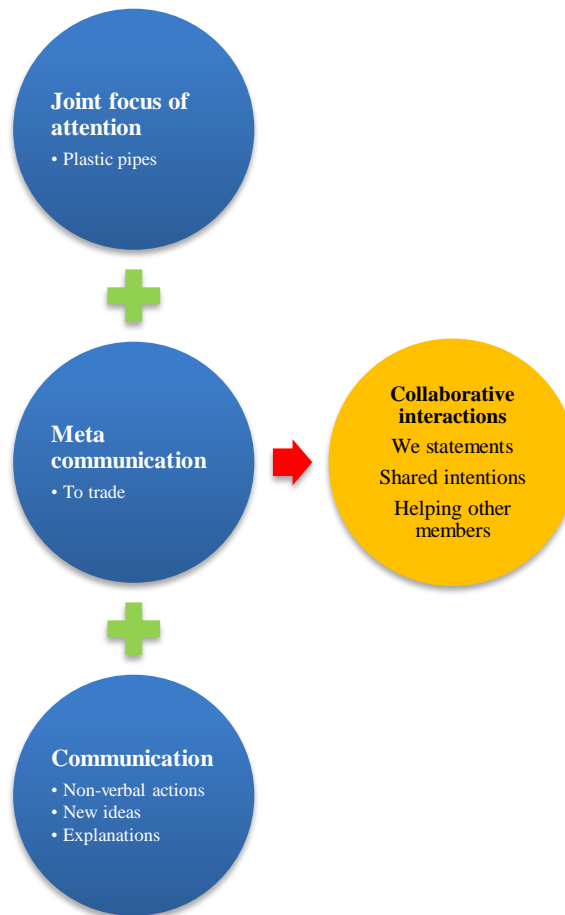 Joint focus of
attention
• Plastic pipes
Meta
communication
• To trade
Collaborative
interactions
We statements
Shared intentions
Helping other
members
Communication
• Non-verbal actions
• New ideas
• Explanations